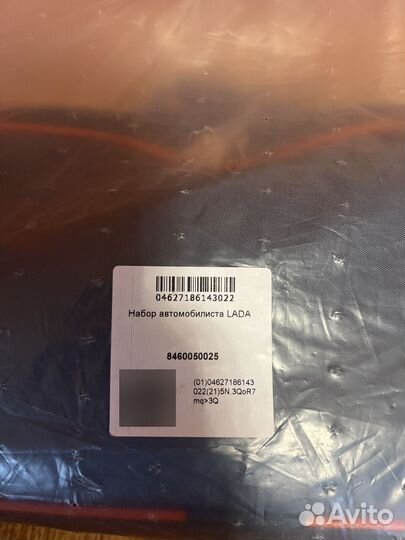 04627186143022
Набор автомобилиста LADA
8460050025
(01)04627186143
022(21)5N.3QoR7
mq>3Q
Avito